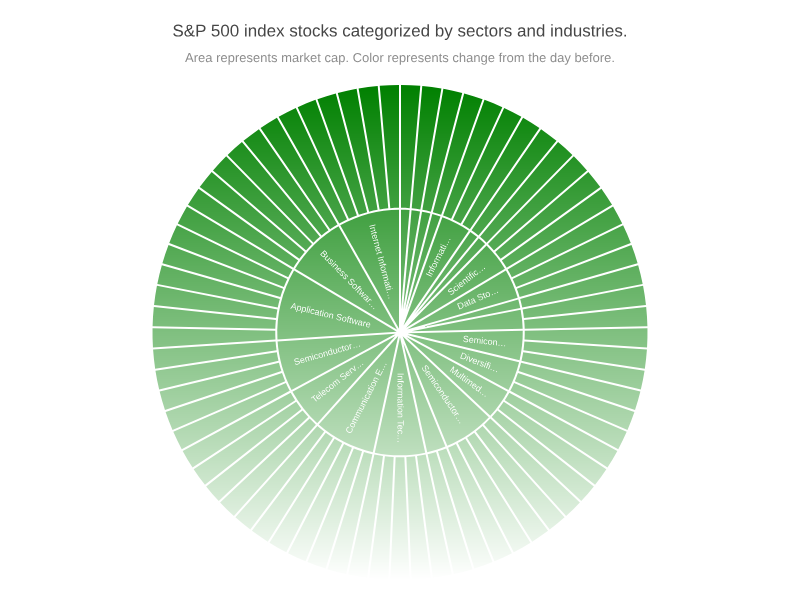 S&P 500 index stocks categorized by sectors and industries.
Area represents market cap. Color represents change from the day before.
Internet Informati…
Informati…
Business Softwar…
Scientific…
Data Sto…
Application Software
Semicon…
Semiconductor…
Diversifi…
Telecom Serv…
Multimed…
Communication E…
Information Tec…
Semiconductor…